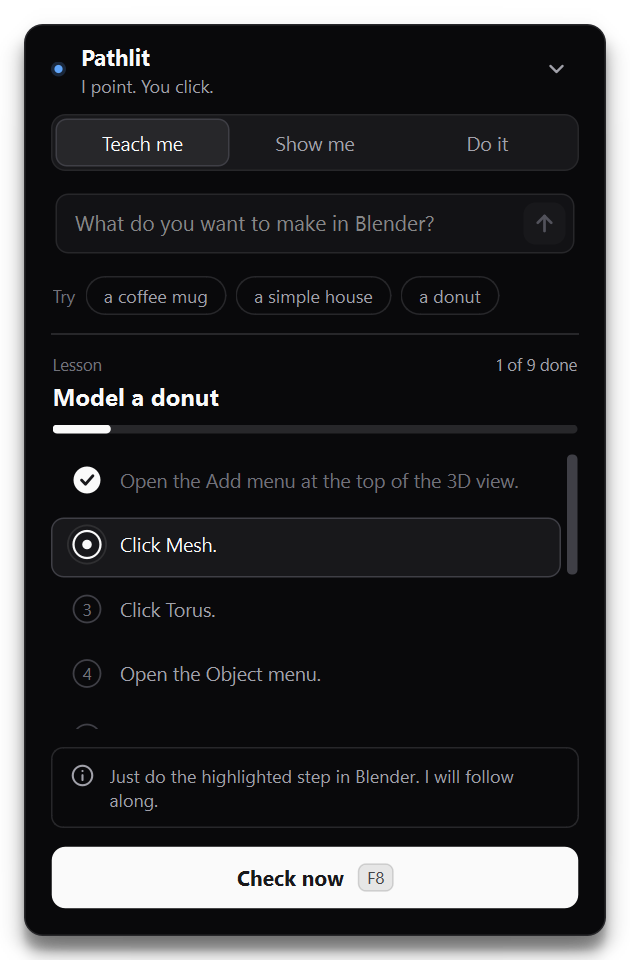 Pathlit
I point. You click.
Teach me
Show me
Do it
What do you want to make in Blender?
Try
a coffee mug
a simple house
a donut
Lesson
1 of 9 done
Model a donut
Open the Add menu at the top of the 3D view.
Click Mesh.
3
Click Torus.
4
Open the Object menu.
Just do the highlighted step in Blender. I will follow
along.
Check now
F8